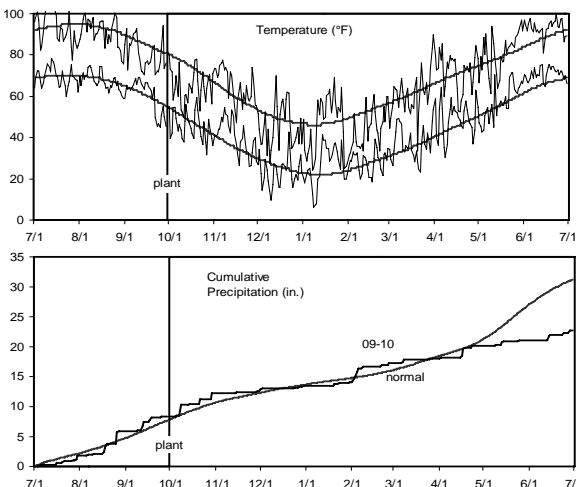 100
Temperature (°F)
80
60
40
20
plant
0
7/1 8/1 9/1 10/1 11/1 12/1 1/1 2/1 3/1 4/1 5/1 6/1 7/1
35
Cumulative
Precipitation (in.)
30
25
09-10
20
normal
15
10
5
plant
0
7/1 8/1 9/1 10/1 11/1 12/1 1/1 2/1 3/1 4/1 5/1 6/1 7/